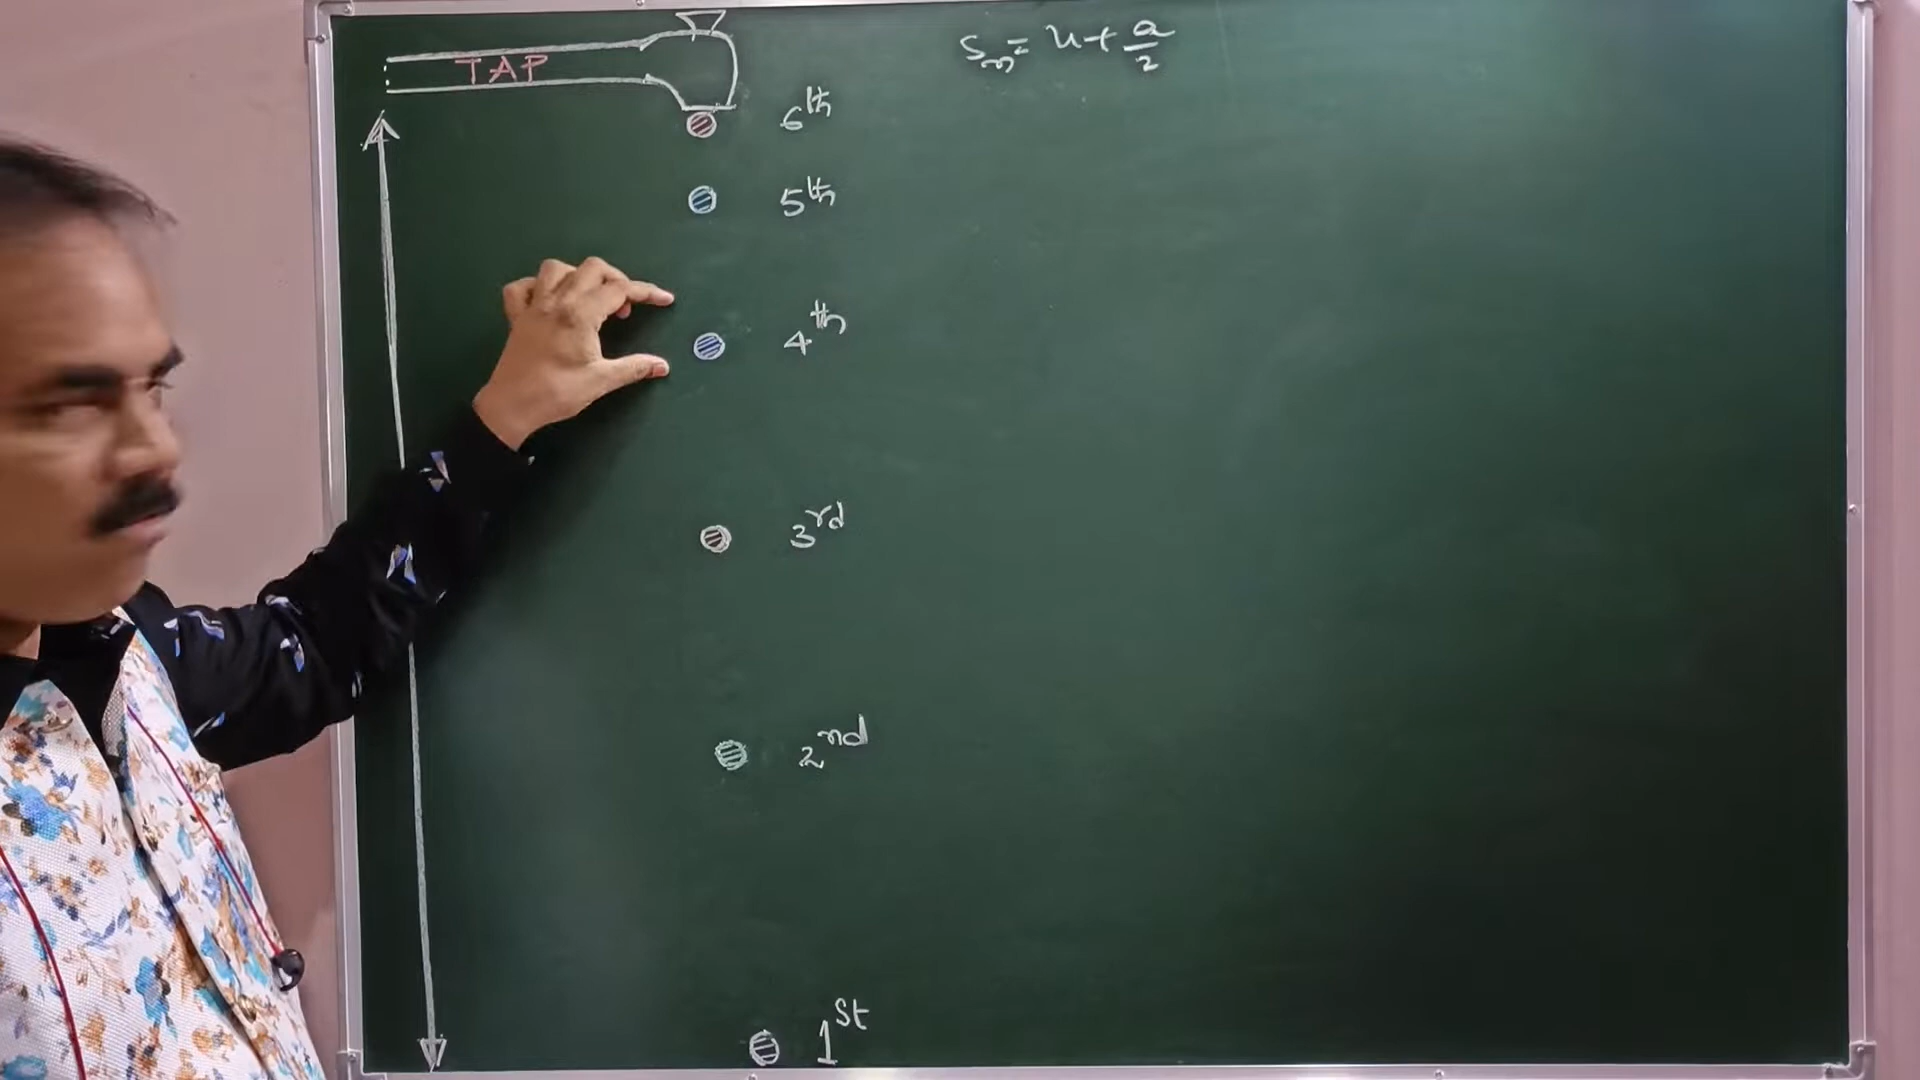 TAP
Sn = u + a/2
6th
5th
4th
3rd
2nd
1st